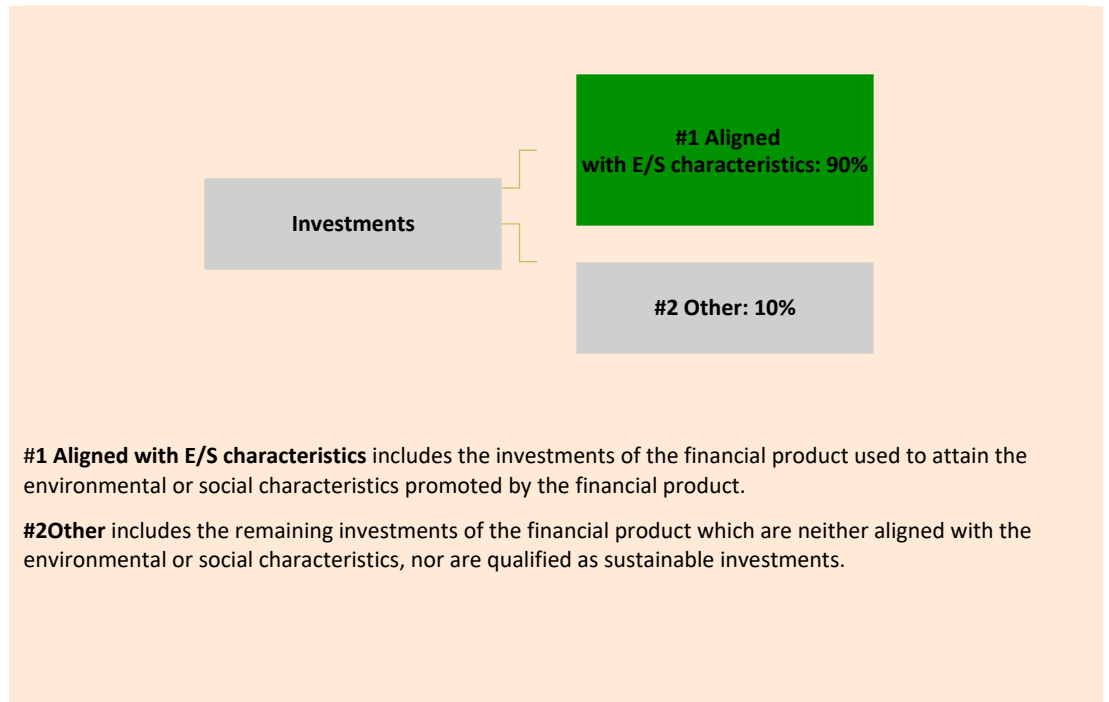 #1 Aligned
with E/S characteristics: 90%
Investments
#2 Other: 10%
#1 Aligned with E/S characteristics includes the investments of the financial product used to attain the
environmental or social characteristics promoted by the financial product.
#2Other includes the remaining investments of the financial product which are neither aligned with the
environmental or social characteristics, nor are qualified as sustainable investments.